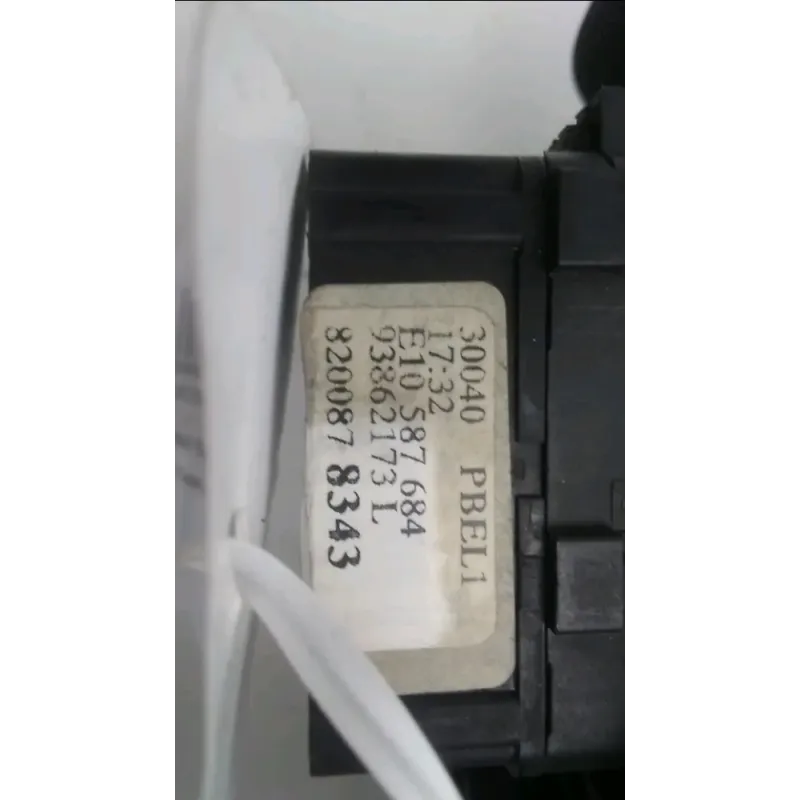 30040 PBEL1
17:32
E10 587 684
93862173 L
820087 8343